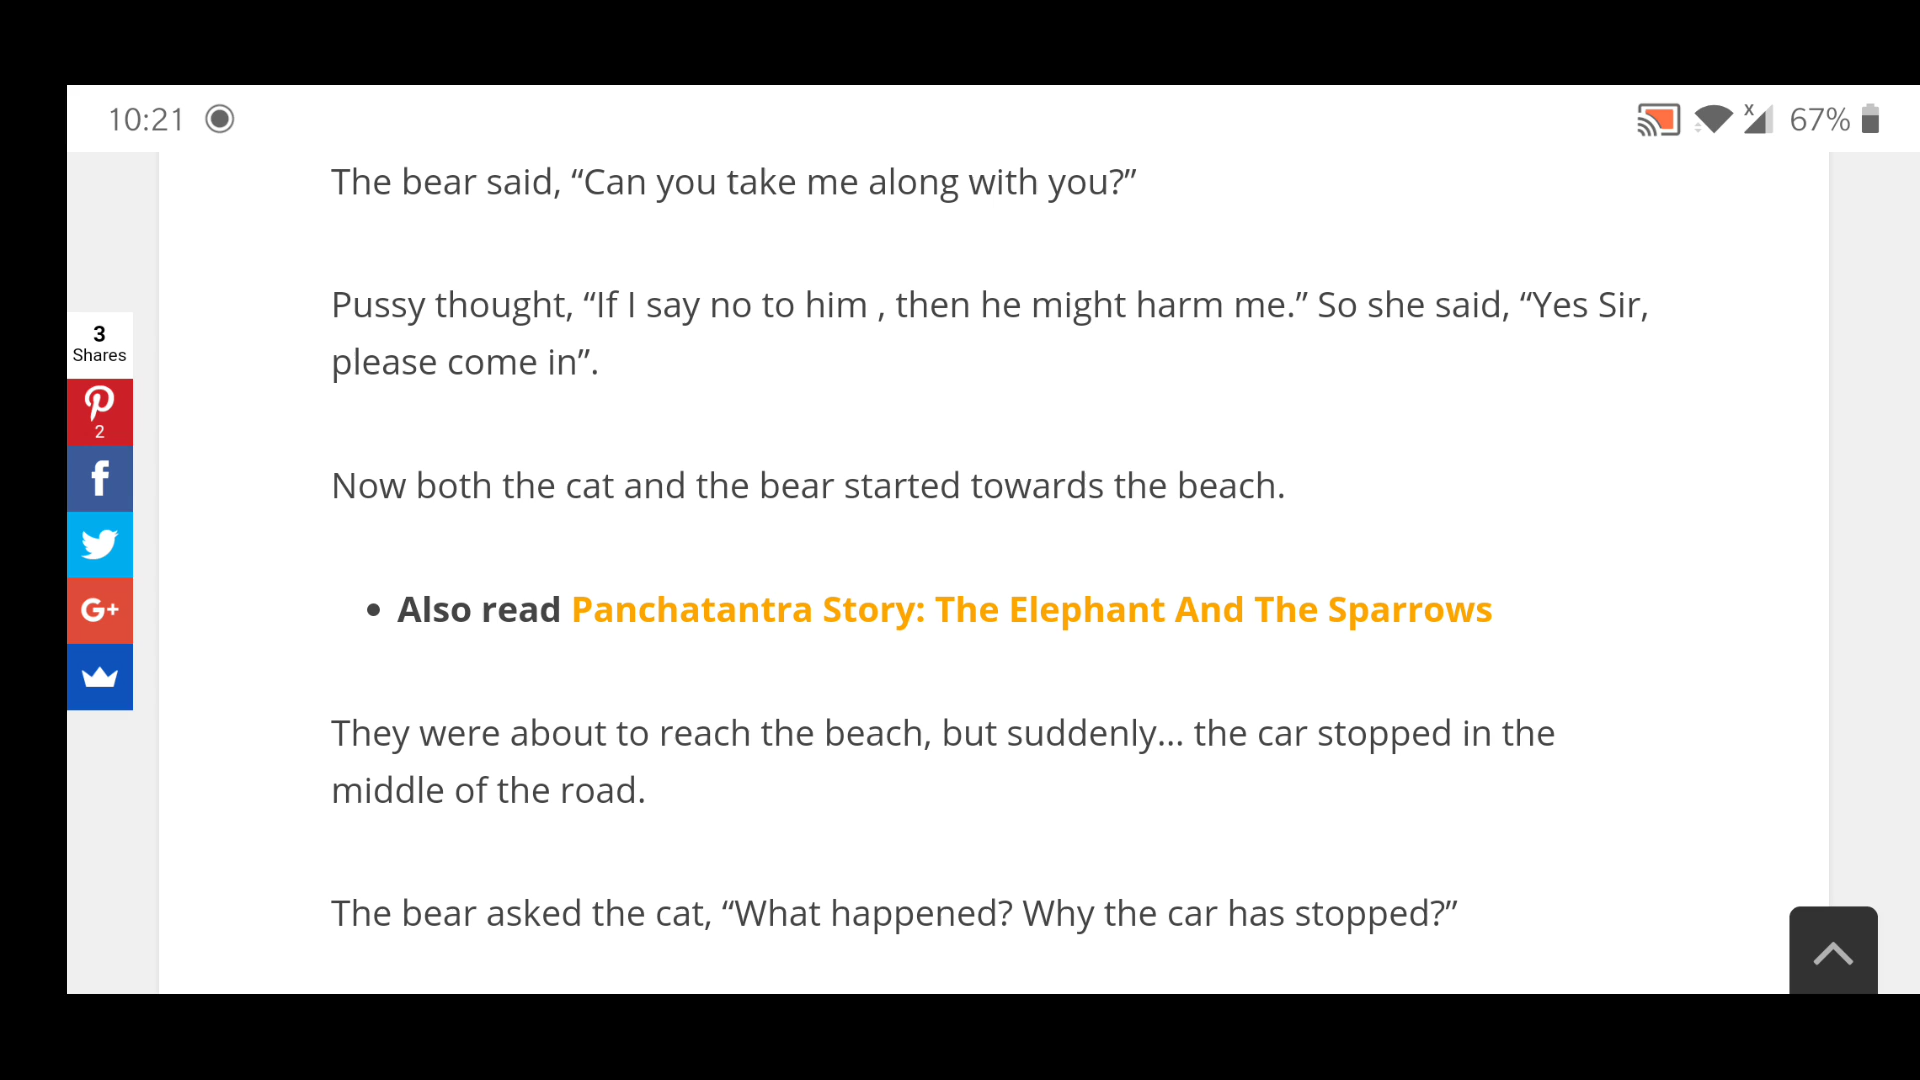 10:21
x
67%
The bear said, “Can you take me along with you?”
Pussy thought, “If I say no to him , then he might harm me.” So she said, “Yes Sir,
please come in”.
3
Shares
2
f
G+
Now both the cat and the bear started towards the beach.
• Also read Panchatantra Story: The Elephant And The Sparrows
They were about to reach the beach, but suddenly... the car stopped in the
middle of the road.
The bear asked the cat, “What happened? Why the car has stopped?”